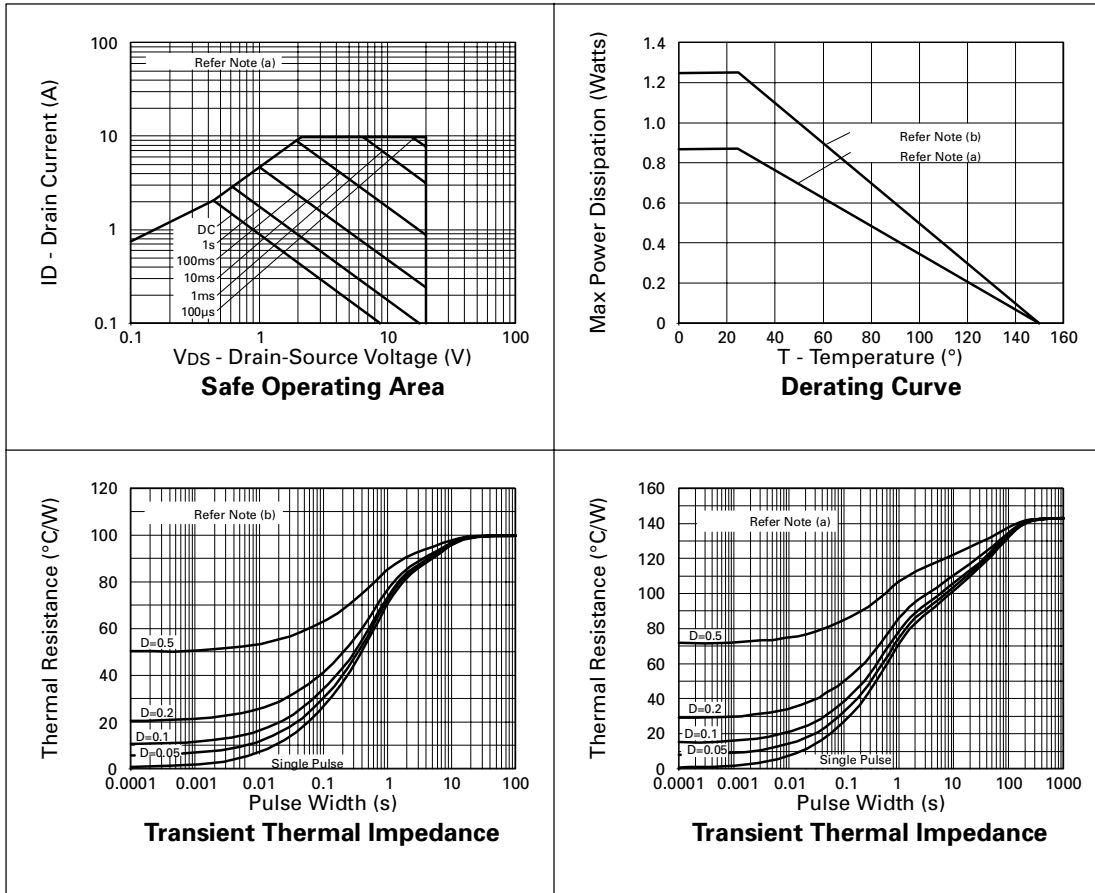 100
10
1
0.1
ID - Drain Current (A)
Refer Note (a)
DC
1s
100ms
10ms
1ms
100µs
0.1
1
10
100
VDS - Drain-Source Voltage (V)
Safe Operating Area
1.4
1.2
1.0
0.8
0.6
0.4
0.2
0
Max Power Dissipation (Watts)
Refer Note (b)
Refer Note (a)
0
20
40
60
80
100
120
140
160
T - Temperature (°)
Derating Curve
120
100
80
60
40
20
0
Thermal Resistance (°C/W)
Refer Note (b)
D=0.5
D=0.2
D=0.1
D=0.05
Single Pulse
0.0001
0.001
0.01
0.1
1
10
100
Pulse Width (s)
Transient Thermal Impedance
160
140
120
100
80
60
40
20
0
Thermal Resistance (°C/W)
Refer Note (a)
D=0.5
D=0.2
D=0.1
D=0.05
Single Pulse
0.0001
0.001
0.01
0.1
1
10
100
1000
Pulse Width (s)
Transient Thermal Impedance